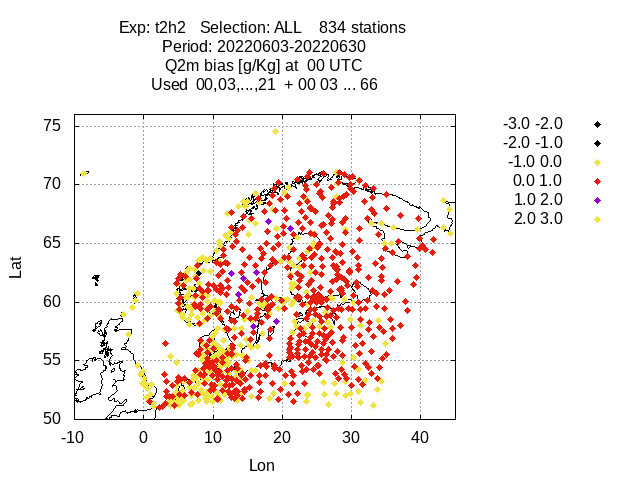 Exp: t2h2 Selection: ALL 834 stations
Period: 20220603-20220630
Q2m bias [g/Kg] at 00 UTC
Used 00,03,...,21 + 00 03 ... 66
-3.0 -2.0
-2.0 -1.0
-1.0 0.0
0.0 1.0
1.0 2.0
2.0 3.0
75
70
65
60
55
50
Lat
-10 0 10 20 30 40
Lon